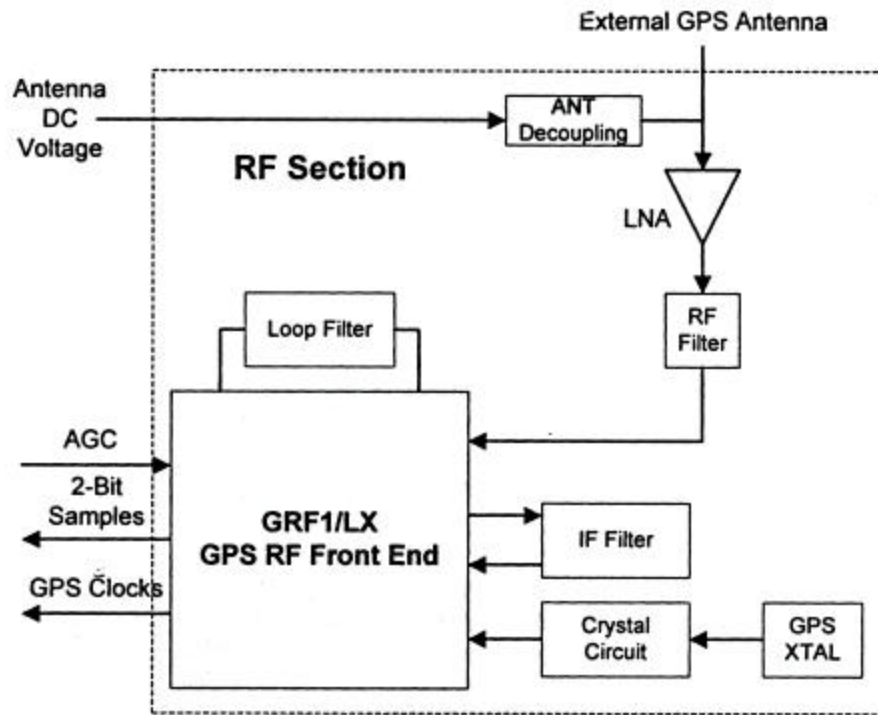 External GPS Antenna
Antenna
DC
Voltage
ANT
Decoupling
RF Section
LNA
RF
Filter
Loop Filter
AGC
2-Bit
Samples
GPS Clocks
GRF1/LX
GPS RF Front End
IF Filter
Crystal
Circuit
GPS
XTAL